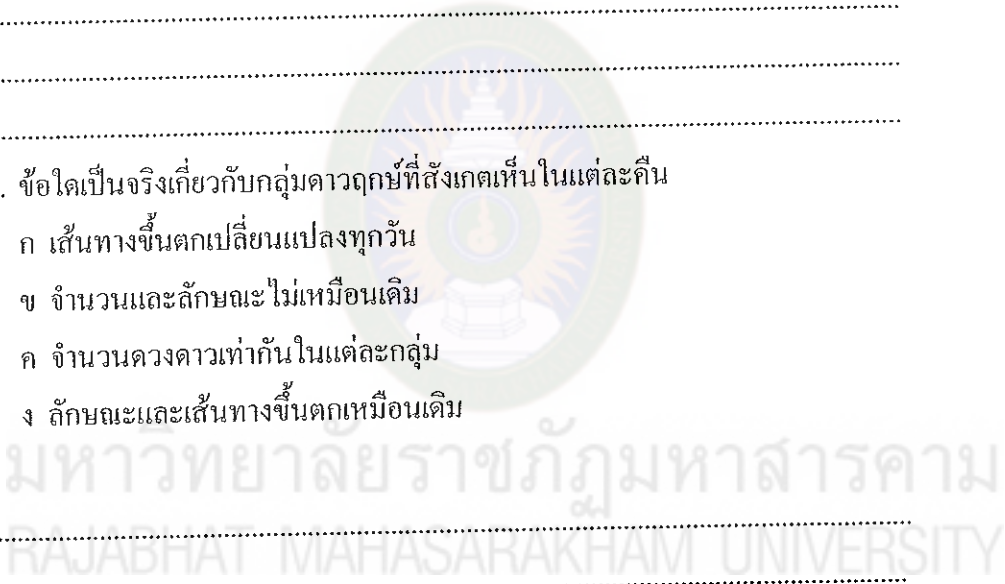 . ข้อใดเป็นจริงเกี่ยวกับกลุ่มดาวฤกษ์ที่สังเกตเห็นในแต่ละคืน
ก เส้นทางขึ้นตกเปลี่ยนแปลงทุกวัน
ข จำนวนและลักษณะไม่เหมือนเดิม
ค จำนวนดวงดาวเท่ากันในแต่ละกลุ่ม
ง ลักษณะและเส้นทางขึ้นตกเหมือนเดิม
มหาวิทยาลัยราชภัฏมหาสารคาม
RAJABHAT MAHASARAKHAM UNIVERSITY